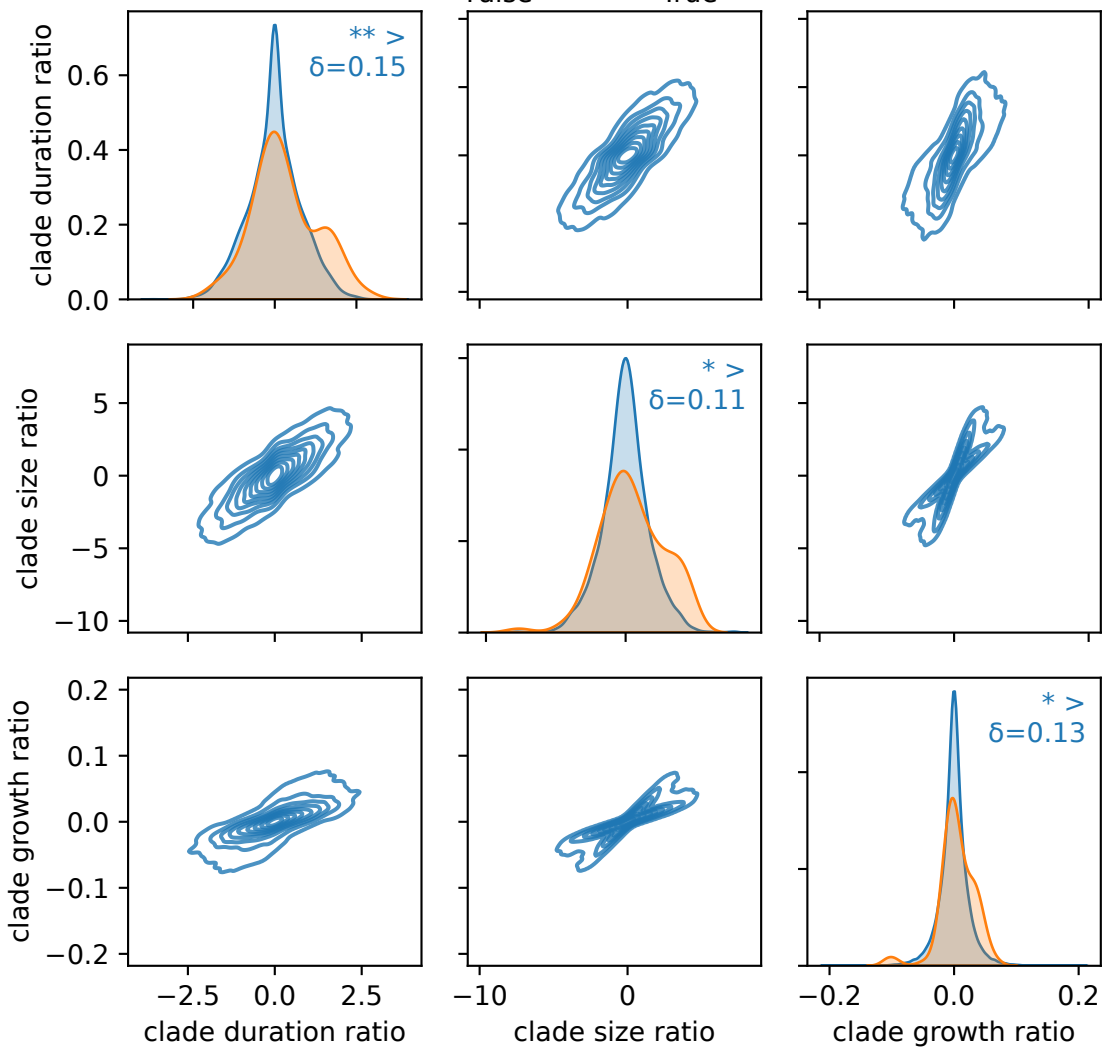 clade duration ratio
0.6
0.4
0.2
0.0
** >
δ=0.15
clade size ratio
5
0
−5
−10
* >
δ=0.11
clade growth ratio
0.2
0.1
0.0
−0.1
−0.2
* >
δ=0.13
−2.5 0.0 2.5
−10 0
−0.2 0.0 0.2
clade duration ratio
clade size ratio
clade growth ratio